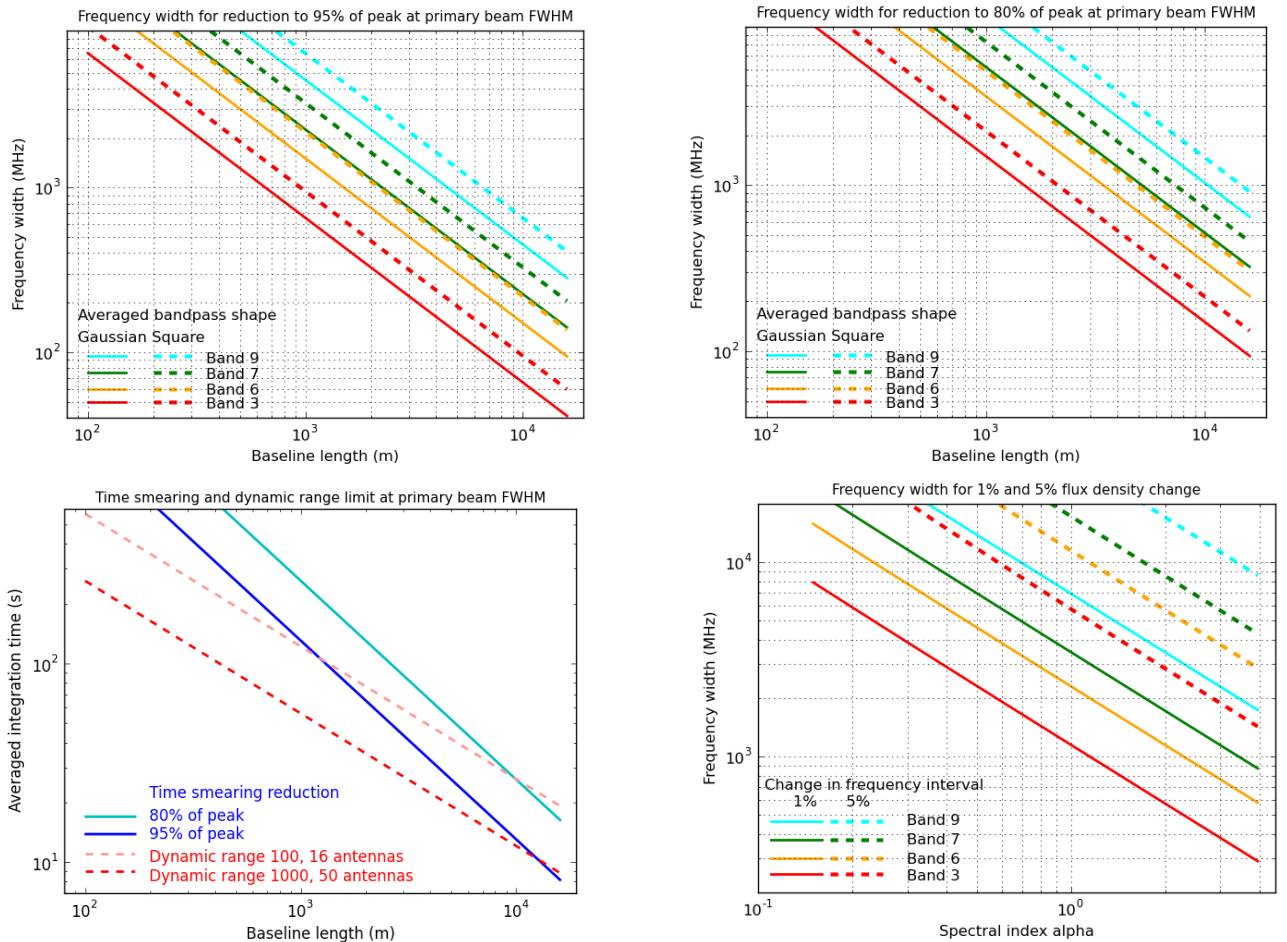 Frequency width for reduction to 95% of peak at primary beam FWHM
Frequency width (MHz)
10³
10²
Averaged bandpass shape
Gaussian Square
Band 9
Band 7
Band 6
Band 3
10² 10³ 10⁴
Baseline length (m)
Frequency width for reduction to 80% of peak at primary beam FWHM
Frequency width (MHz)
10³
10²
Averaged bandpass shape
Gaussian Square
Band 9
Band 7
Band 6
Band 3
10² 10³ 10⁴
Baseline length (m)
Time smearing and dynamic range limit at primary beam FWHM
Averaged integration time (s)
10²
10¹
Time smearing reduction
80% of peak
95% of peak
Dynamic range 100, 16 antennas
Dynamic range 1000, 50 antennas
10² 10³ 10⁴
Baseline length (m)
Frequency width for 1% and 5% flux density change
Frequency width (MHz)
10⁴
10³
Change in frequency interval
1% 5%
Band 9
Band 7
Band 6
Band 3
10⁻¹ 10⁰
Spectral index alpha